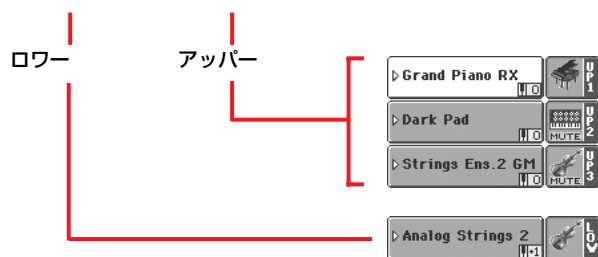 ロワー
アッパー
Grand Piano RX
0
UP1
Dark Pad
0
MUTE
UP2
Strings Ens.2 GM
0
MUTE
UP3
Analog Strings 2
+1
LOW